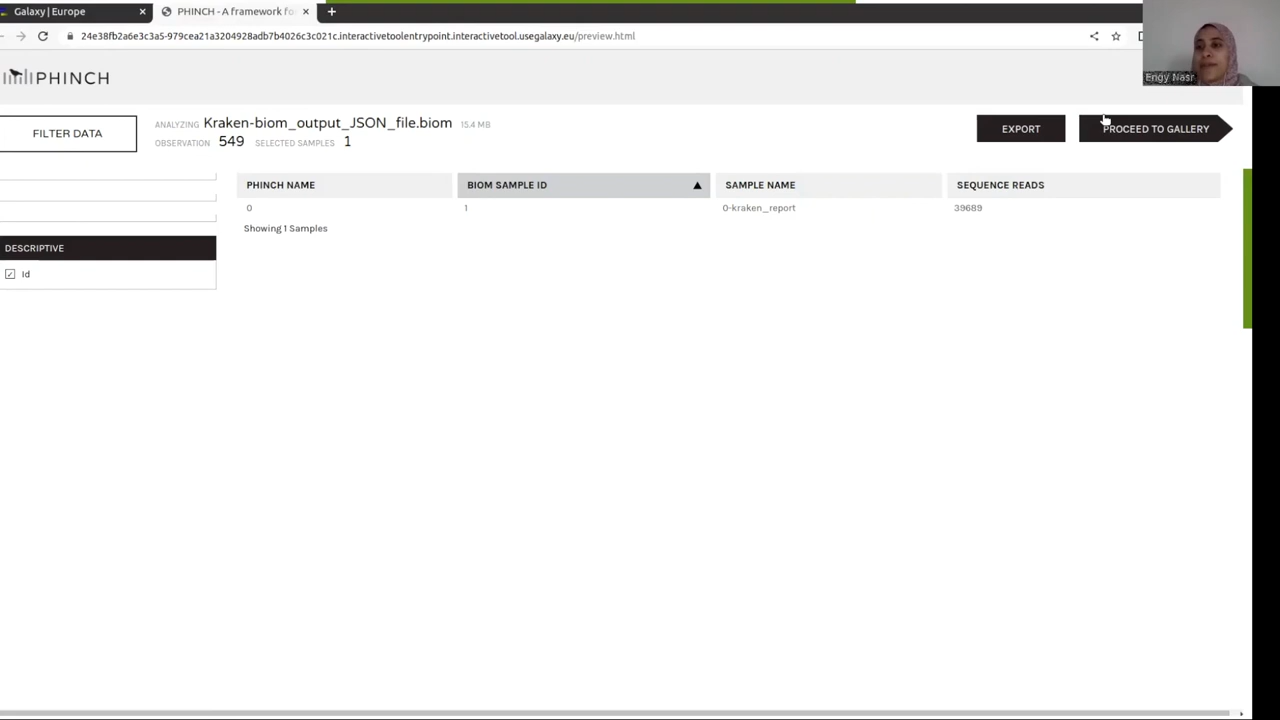 Galaxy | Europe
PHINCH - A framework fo
24e38fb2a6e3c3a5-979cea21a3204928adb7b4026c3c021c.interactivetoolentrypoint.interactivetool.usegalaxy.eu/preview.html
Engy Nasr
PHINCH
FILTER DATA
ANALYZING Kraken-biom_output_JSON_file.biom 15.4 MB
OBSERVATION 549 SELECTED SAMPLES 1
EXPORT
PROCEED TO GALLERY
PHINCH NAME BIOM SAMPLE ID SAMPLE NAME SEQUENCE READS
0 1 0-kraken_report 39689
Showing 1 Samples
DESCRIPTIVE
Id